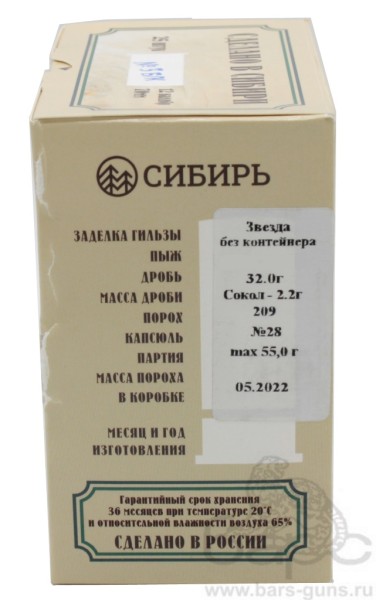 СДЕЛАНО В СИБИРИ
СИБИРЬ
ЗАДЕЛКА ГИЛЬЗЫ
ПЫЖ
ДРОБЬ
МАССА ДРОБИ
ПОРОХ
КАПСЮЛЬ
ПАРТИЯ
МАССА ПОРОХА
В КОРОБКЕ
МЕСЯЦ И ГОД
ИЗГОТОВЛЕНИЯ
Звезда
без контейнера
32.0г
Сокол - 2.2г
209
№28
max 55,0 г
05.2022
Гарантийный срок хранения
36 месяцев при температуре 20°С
и относительной влажности воздуха 65%
СДЕЛАНО В РОССИИ
барс
www.bars-guns.ru